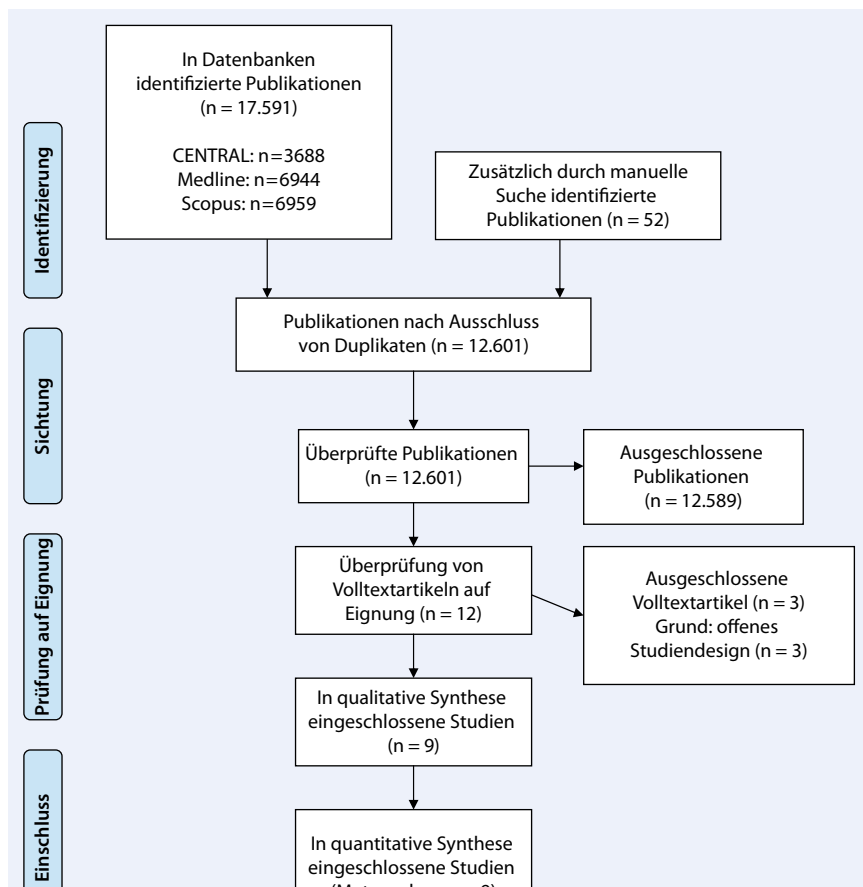 In Datenbanken
identifizierte Publikationen
(n = 17.591)
CENTRAL: n=3688
Medline: n=6944
Scopus: n=6959
Zusätzlich durch manuelle
Suche identifizierte
Publikationen (n = 52)
Identifizierung
Publikationen nach Ausschluss
von Duplikaten (n = 12.601)
Sichtung
Überprüfte Publikationen
(n = 12.601)
Ausgeschlossene
Publikationen
(n = 12.589)
Prüfung auf Eignung
Überprüfung von
Volltextartikeln auf
Eignung (n = 12)
Ausgeschlossene
Volltextartikel (n = 3)
Grund: offenes
Studiendesign (n = 3)
In qualitative Synthese
eingeschlossene Studien
(n = 9)
Einschluss
In quantitative Synthese
eingeschlossene Studien